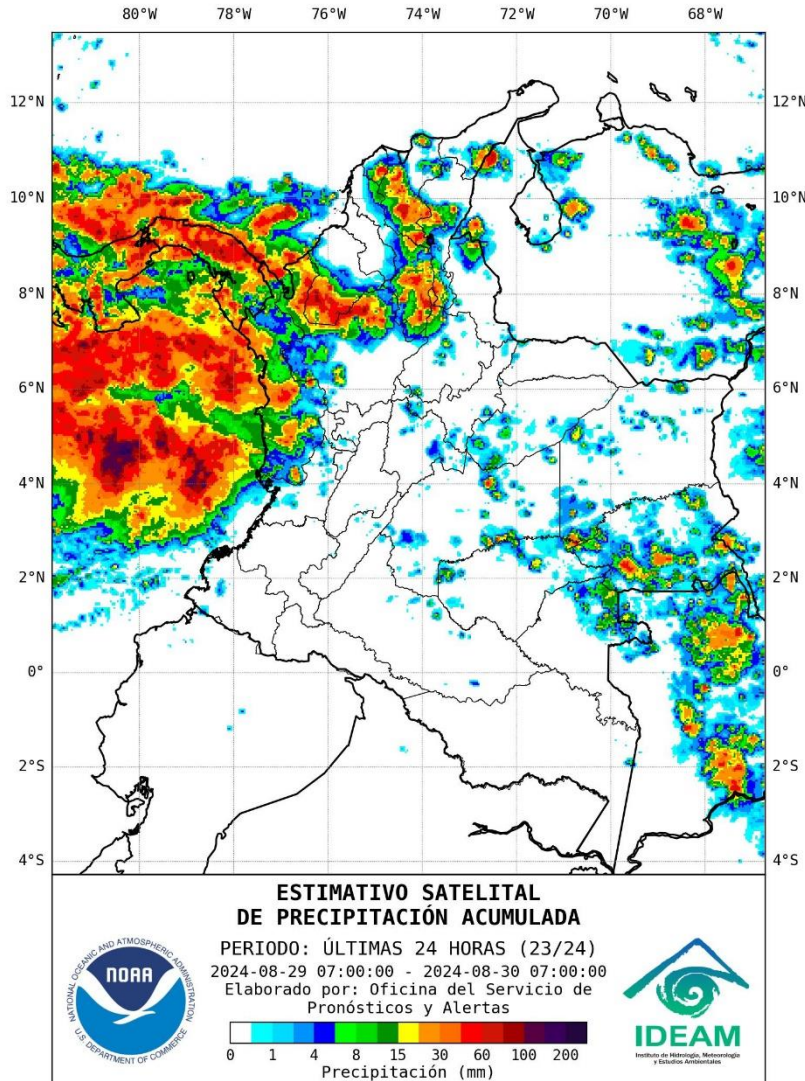 80°W 78°W 76°W 74°W 72°W 70°W 68°W
12°N 12°N
10°N 10°N
8°N 8°N
6°N 6°N
4°N 4°N
2°N 2°N
0° 0°
2°S 2°S
4°S 4°S
ESTIMATIVO SATELITAL
DE PRECIPITACIÓN ACUMULADA
PERIODO: ÚLTIMAS 24 HORAS (23/24)
2024-08-29 07:00:00 - 2024-08-30 07:00:00
Elaborado por: Oficina del Servicio de
Pronósticos y Alertas
0 1 4 8 15 30 60 100 200
Precipitación (mm)
NATIONAL OCEANIC AND ATMOSPHERIC ADMINISTRATION
NOAA
U.S. DEPARTMENT OF COMMERCE
IDEAM
Instituto de Hidrología, Meteorología
y Estudios Ambientales